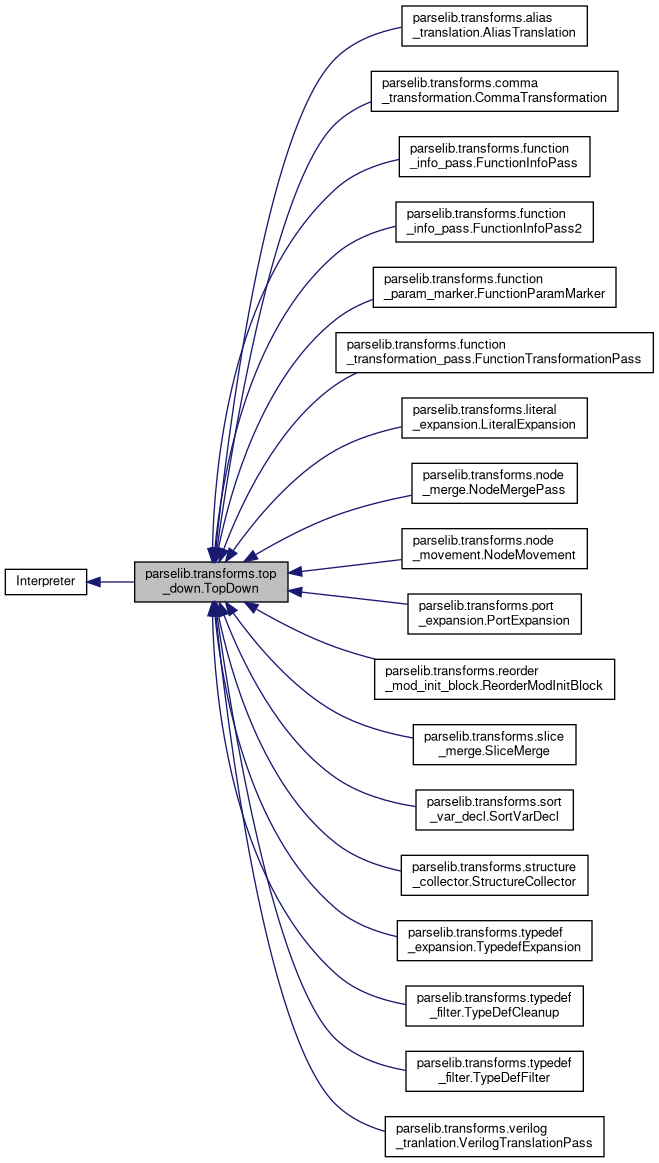 parselib.transforms.alias
_translation.AliasTranslation
parselib.transforms.comma
_transformation.CommaTransformation
parselib.transforms.function
_info_pass.FunctionInfoPass
parselib.transforms.function
_info_pass.FunctionInfoPass2
parselib.transforms.function
_param_marker.FunctionParamMarker
parselib.transforms.function
_transformation_pass.FunctionTransformationPass
parselib.transforms.literal
_expansion.LiteralExpansion
parselib.transforms.node
_merge.NodeMergePass
parselib.transforms.node
_movement.NodeMovement
Interpreter
parselib.transforms.top
_down.TopDown
parselib.transforms.port
_expansion.PortExpansion
parselib.transforms.reorder
_mod_init_block.ReorderModInitBlock
parselib.transforms.slice
_merge.SliceMerge
parselib.transforms.sort
_var_decl.SortVarDecl
parselib.transforms.structure
_collector.StructureCollector
parselib.transforms.typedef
_expansion.TypedefExpansion
parselib.transforms.typedef
_filter.TypeDefCleanup
parselib.transforms.typedef
_filter.TypeDefFilter
parselib.transforms.verilog
_tranlation.VerilogTranslationPass